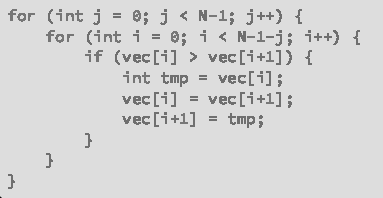 for (int j = 0; j < N-1; j++) {
    for (int i = 0; i < N-1-j; i++) {
        if (vec[i] > vec[i+1]) {
            int tmp = vec[i];
            vec[i] = vec[i+1];
            vec[i+1] = tmp;
        }
    }
}